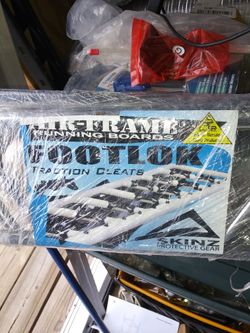 AIR-FRAME
RUNNING BOARDS
FOOTLOK
TRACTION CLEATS
SKINZ
PROTECTIVE GEAR